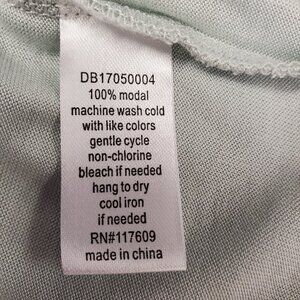 DB17050004
100% modal
machine wash cold
with like colors
gentle cycle
non-chlorine
bleach if needed
hang to dry
cool iron
if needed
RN#117609
made in china